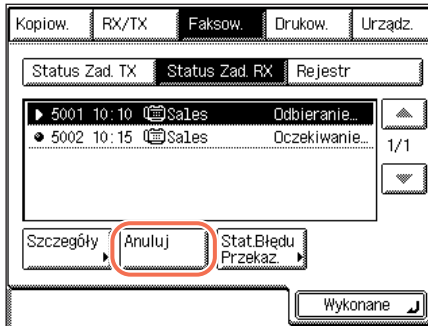 Kopiow. RX/TX Faksow. Drukow. Urządz.
Status Zad. TX Status Zad. RX Rejestr
5001 10:10 Sales Odbieranie...
5002 10:15 Sales Oczekiwanie...
1/1
Szczegóły Anuluj Stat.Błędu
Przekaz.
Wykonane